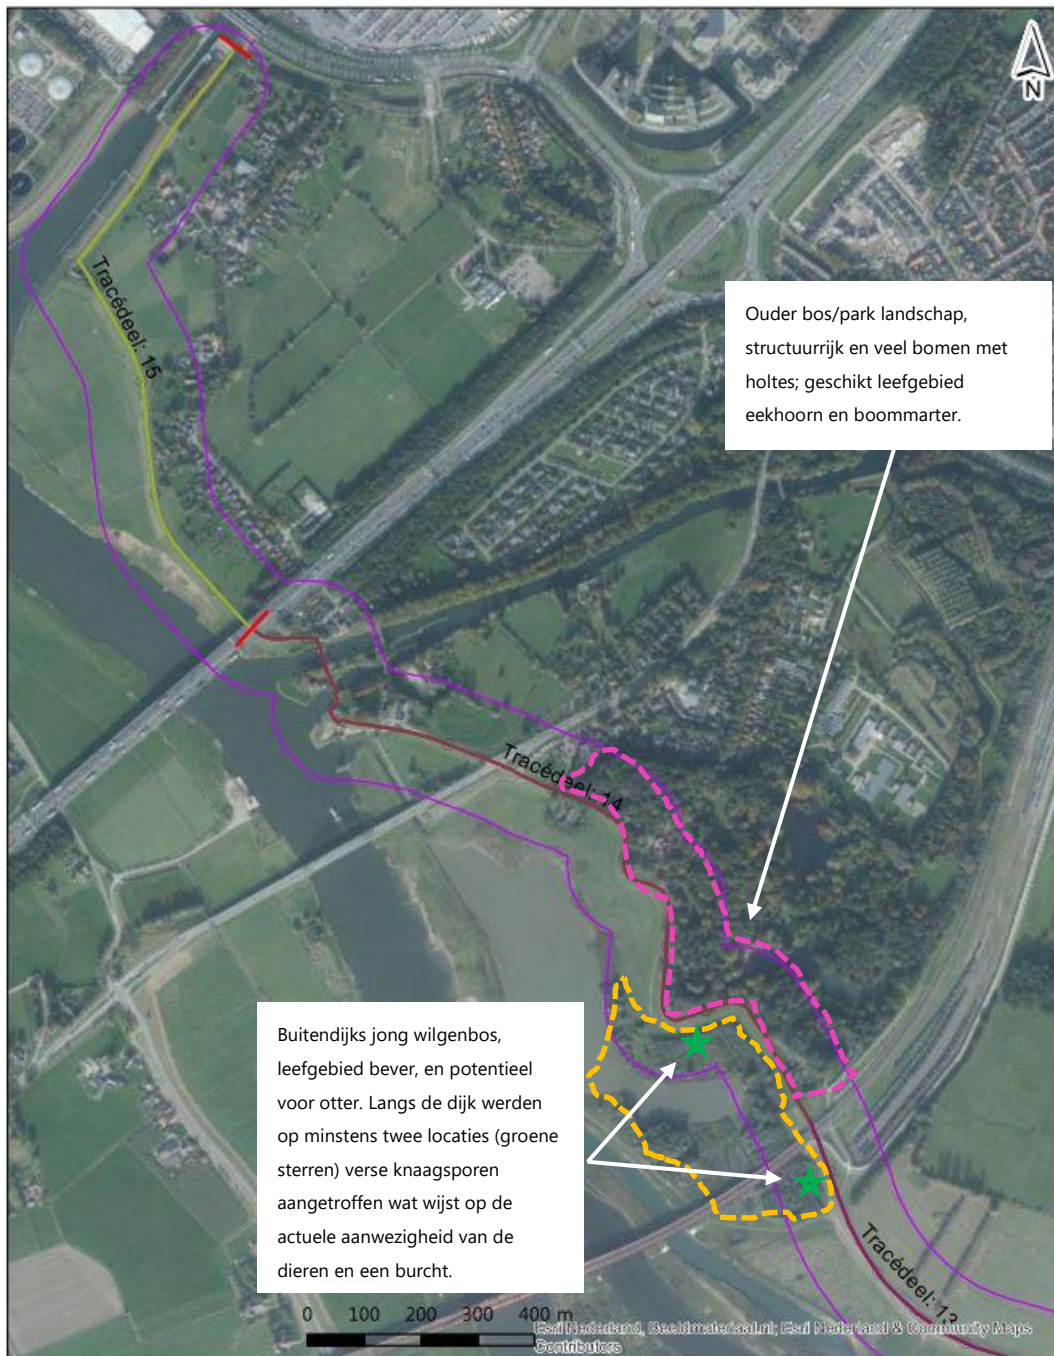 N
Tracédeel: 15
Ouder bos/park landschap,
structuurrijk en veel bomen met
holtes; geschikt leefgebied
eekhoorn en boommarter.
Tracédeel: 14
Buitendijks jong wilgenbos,
leefgebied bever, en potentieel
voor otter. Langs de dijk werden
op minstens twee locaties (groene
sterren) verse knaagsporen
aangetroffen wat wijst op de
actuele aanwezigheid van de
dieren en een burcht.
Tracédeel: 13
0 100 200 400 m
Esri Nederland, Beeldmateriaal.nl; Esri Nederland & Community Maps
Contributors